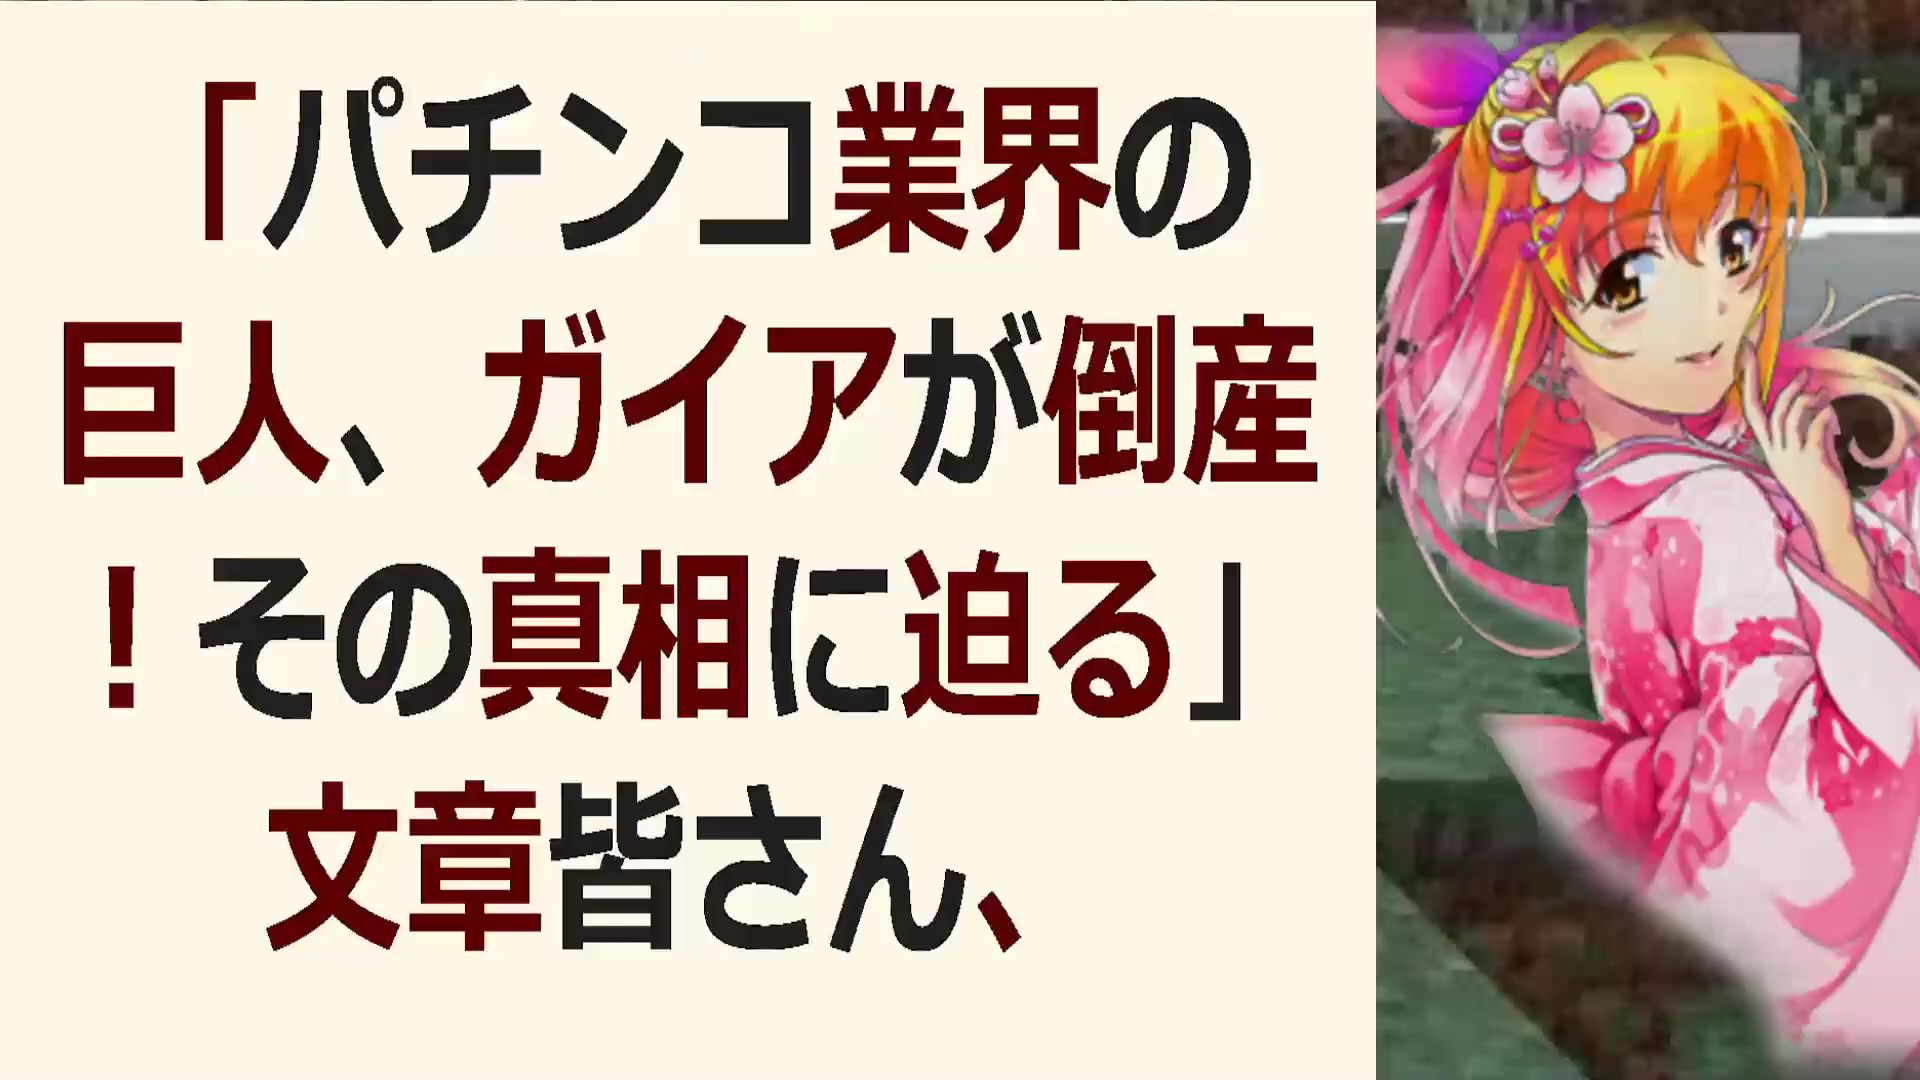 「パチンコ業界の
巨人、ガイアが倒産
！その真相に迫る」
文章皆さん、